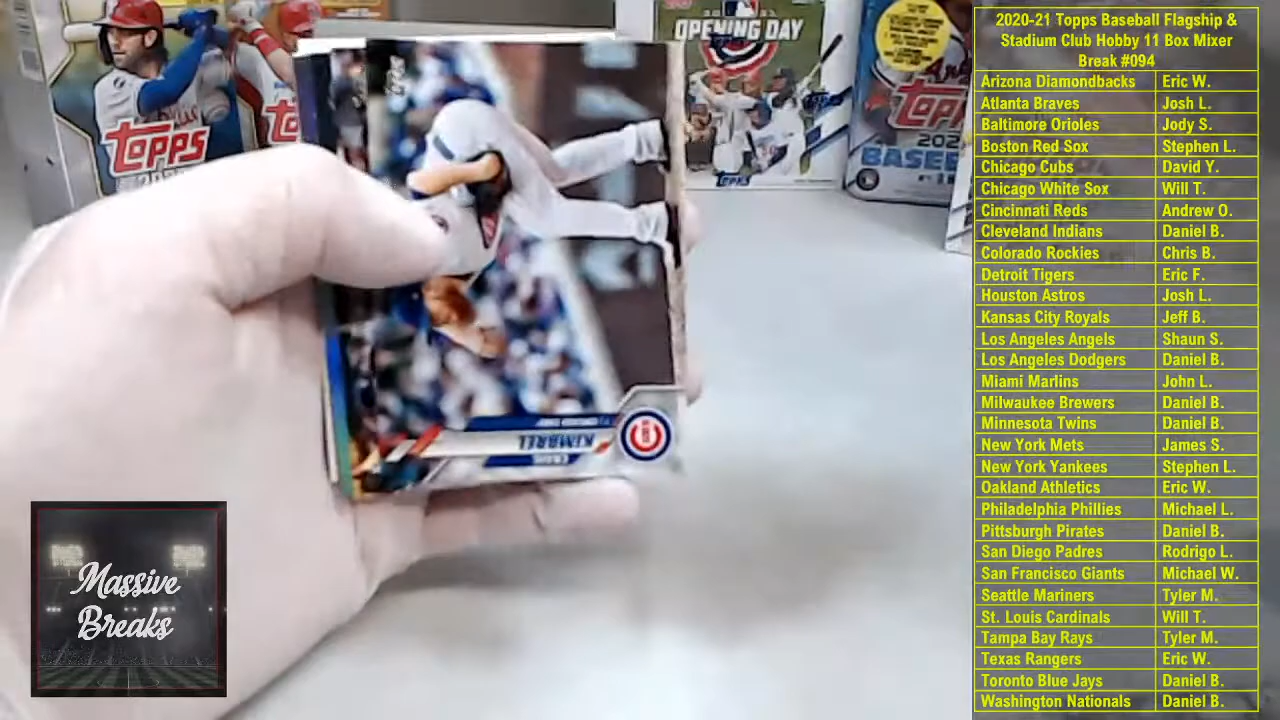 OPENING DAY
TOPPS
topps
TOPPS
BASEB
CRAIG
KIMBRELL
CHICAGO CUBS
Massive
Breaks
2020-21 Topps Baseball Flagship &
Stadium Club Hobby 11 Box Mixer
Break #094
Arizona Diamondbacks Eric W.
Atlanta Braves Josh L.
Baltimore Orioles Jody S.
Boston Red Sox Stephen L.
Chicago Cubs David Y.
Chicago White Sox Will T.
Cincinnati Reds Andrew O.
Cleveland Indians Daniel B.
Colorado Rockies Chris B.
Detroit Tigers Eric F.
Houston Astros Josh L.
Kansas City Royals Jeff B.
Los Angeles Angels Shaun S.
Los Angeles Dodgers Daniel B.
Miami Marlins John L.
Milwaukee Brewers Daniel B.
Minnesota Twins Daniel B.
New York Mets James S.
New York Yankees Stephen L.
Oakland Athletics Eric W.
Philadelphia Phillies Michael L.
Pittsburgh Pirates Daniel B.
San Diego Padres Rodrigo L.
San Francisco Giants Michael W.
Seattle Mariners Tyler M.
St. Louis Cardinals Will T.
Tampa Bay Rays Tyler M.
Texas Rangers Eric W.
Toronto Blue Jays Daniel B.
Washington Nationals Daniel B.